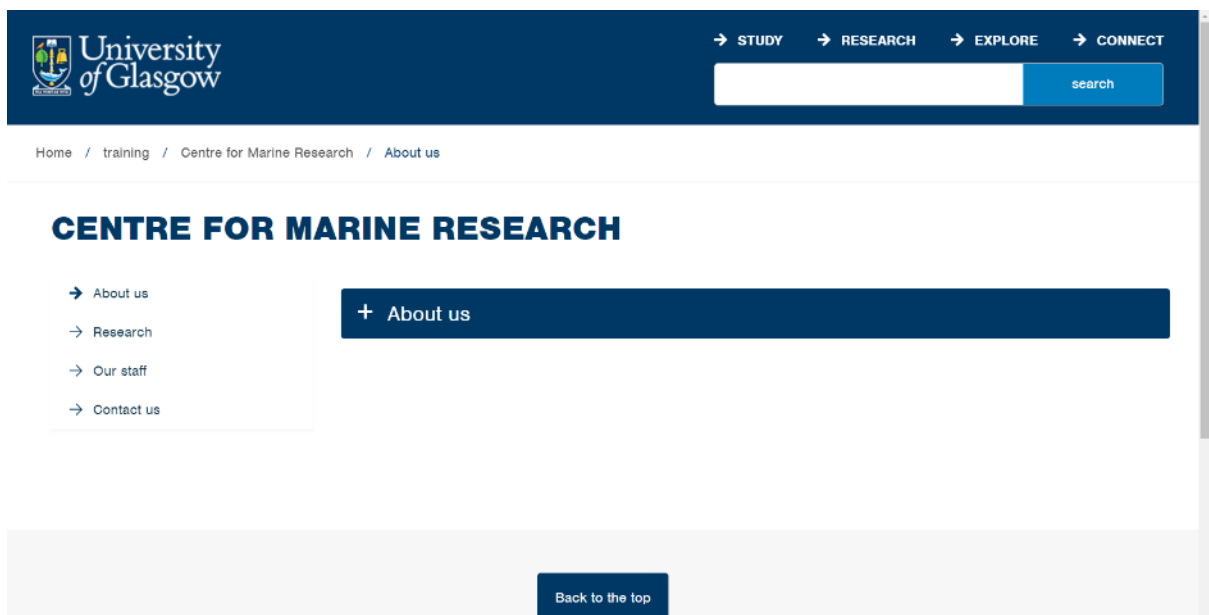 University
of Glasgow
→ STUDY → RESEARCH → EXPLORE → CONNECT
search
Home / training / Centre for Marine Research / About us
CENTRE FOR MARINE RESEARCH
→ About us
→ Research
→ Our staff
→ Contact us
+ About us
Back to the top